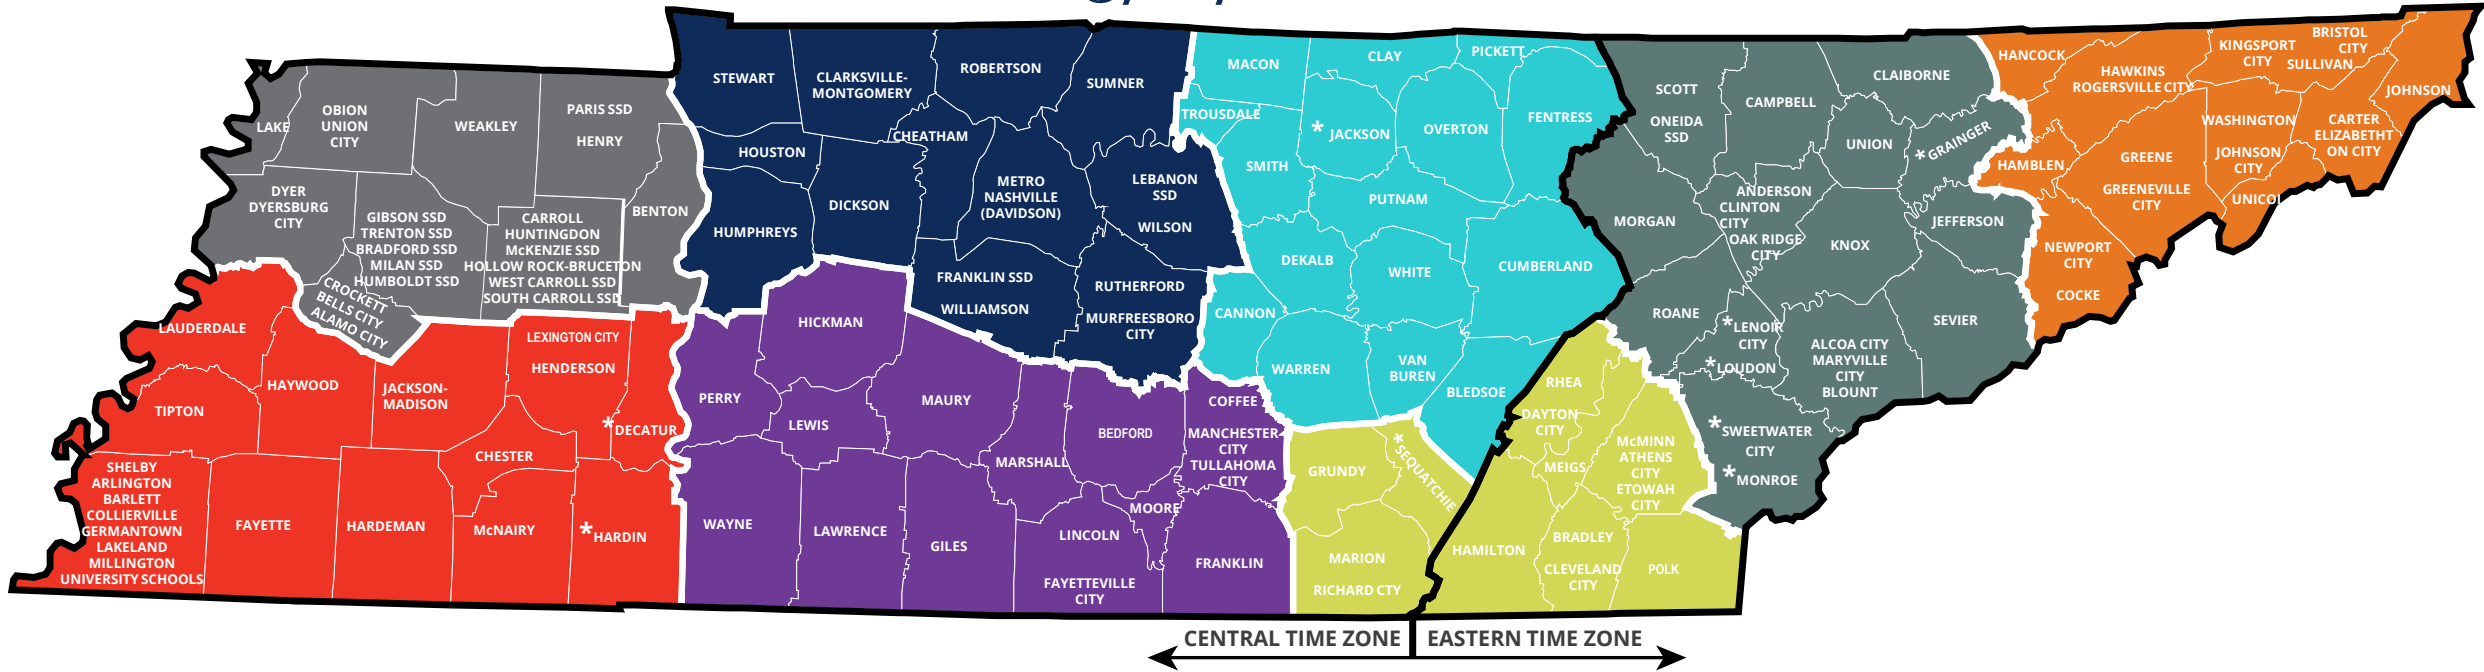 LAKE
OBION
UNION
CITY
WEAKLEY
PARIS SSD
HENRY
DYER
DYERSBURG
CITY
GIBSON SSD
TRENTON SSD
BRADFORD SSD
MILAN SSD
HUMBOLDT SSD
CARROLL
HUNTINGDON
McKENZIE SSD
HOLLOW ROCK-BRUCETON
WEST CARROLL SSD
SOUTH CARROLL SSD
BENTON
CROCKETT
BELLS CITY
ALAMO CITY
LAUDERDALE
HAYWOOD
TIPTON
JACKSON-
MADISON
LEXINGTON CITY
HENDERSON
*DECATUR
CHESTER
SHELBY
ARLINGTON
BARLETT
COLLIERVILLE
GERMANTOWN
LAKELAND
MILLINGTON
UNIVERSITY SCHOOLS
FAYETTE
HARDEMAN
McNAIRY
*HARDIN
STEWART
CLARKSVILLE-
MONTGOMERY
ROBERTSON
SUMNER
CHEATHAM
HOUSTON
HUMPHREYS
DICKSON
METRO
NASHVILLE
(DAVIDSON)
LEBANON
SSD
WILSON
FRANKLIN SSD
WILLIAMSON
RUTHERFORD
MURFREESBORO
CITY
HICKMAN
PERRY
LEWIS
MAURY
MARSHALL
BEDFORD
COFFEE
MANCHESTER
CITY
TULLAHOMA
CITY
WAYNE
LAWRENCE
GILES
LINCOLN
FAYETTEVILLE
CITY
MOORE
FRANKLIN
MACON
CLAY
PICKETT
TROUSDALE
*JACKSON
OVERTON
FENTRESS
SMITH
PUTNAM
DEKALB
WHITE
CUMBERLAND
CANNON
WARREN
VAN
BUREN
BLEDSOE
GRUNDY
*SEQUATCHIE
MARION
RICHARD CTY
RHEA
DAYTON
CITY
MEIGS
McMINN
ATHENS
CITY
ETOWAH
CITY
HAMILTON
BRADLEY
CLEVELAND
CITY
POLK
SCOTT
ONEIDA
SSD
CAMPBELL
CLAIBORNE
UNION
*GRAINGER
MORGAN
ANDERSON
CLINTON
CITY
OAK RIDGE
CITY
KNOX
JEFFERSON
ROANE
*LENOIR
CITY
*LOUDON
ALCOA CITY
MARYVILLE
CITY
BLOUNT
SEVIER
*SWEETWATER
CITY
*MONROE
HANCOCK
HAWKINS
ROGERSVILLE CITY
KINGSPORT
CITY
BRISTOL
CITY
SULLIVAN
JOHNSON
WASHINGTON
JOHNSON
CITY
CARTER
ELIZABETHT
ON CITY
HAMBLEN
GREENE
GREENEVILLE
CITY
UNICOI
NEWPORT
CITY
COCKE
CENTRAL TIME ZONE
EASTERN TIME ZONE